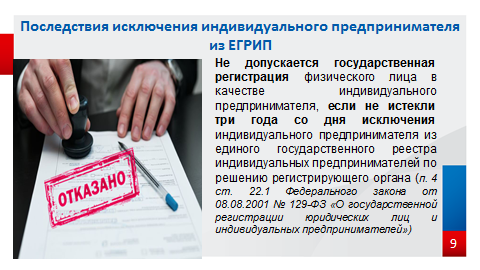 Последствия исключения индивидуального предпринимателя
из ЕГРИП
Не допускается государственная
регистрация физического лица в
качестве индивидуального
предпринимателя, если не истекли
три года со дня исключения
индивидуального предпринимателя из
единого государственного реестра
индивидуальных предпринимателей по
решению регистрирующего органа (п. 4
ст. 22.1 Федерального закона от
08.08.2001 № 129-ФЗ «О государственной
регистрации юридических лиц и
индивидуальных предпринимателей»)
ОТКАЗАНО
9